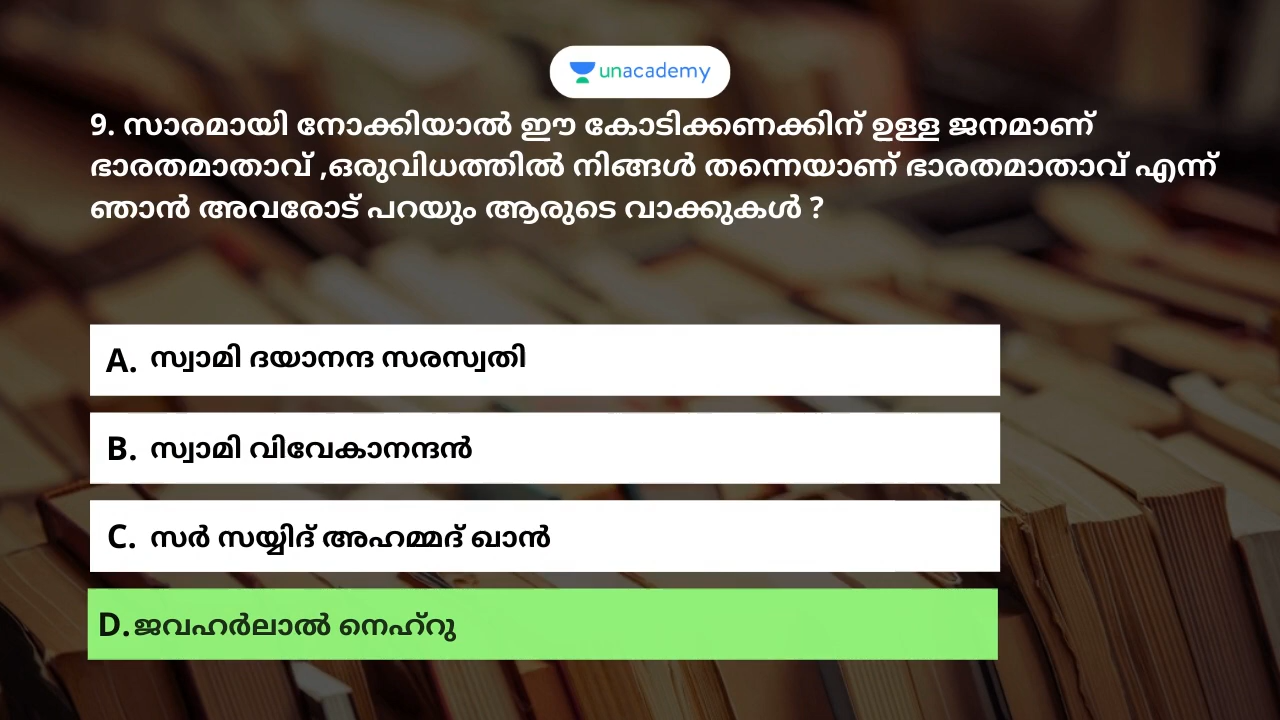 unacademy
9. സാരമായി നോക്കിയാൽ ഈ കോടിക്കണക്കിന് ഉള്ള ജനമാണ്
ഭാരതമാതാവ് ,ഒരുവിധത്തിൽ നിങ്ങൾ തന്നെയാണ് ഭാരതമാതാവ് എന്ന്
ഞാൻ അവരോട് പറയും ആരുടെ വാക്കുകൾ ?
A. സ്വാമി ദയാനന്ദ സരസ്വതി
B. സ്വാമി വിവേകാനന്ദൻ
C. സർ സയ്യിദ് അഹമ്മദ് ഖാൻ
D.ജവഹർലാൽ നെഹ്റു